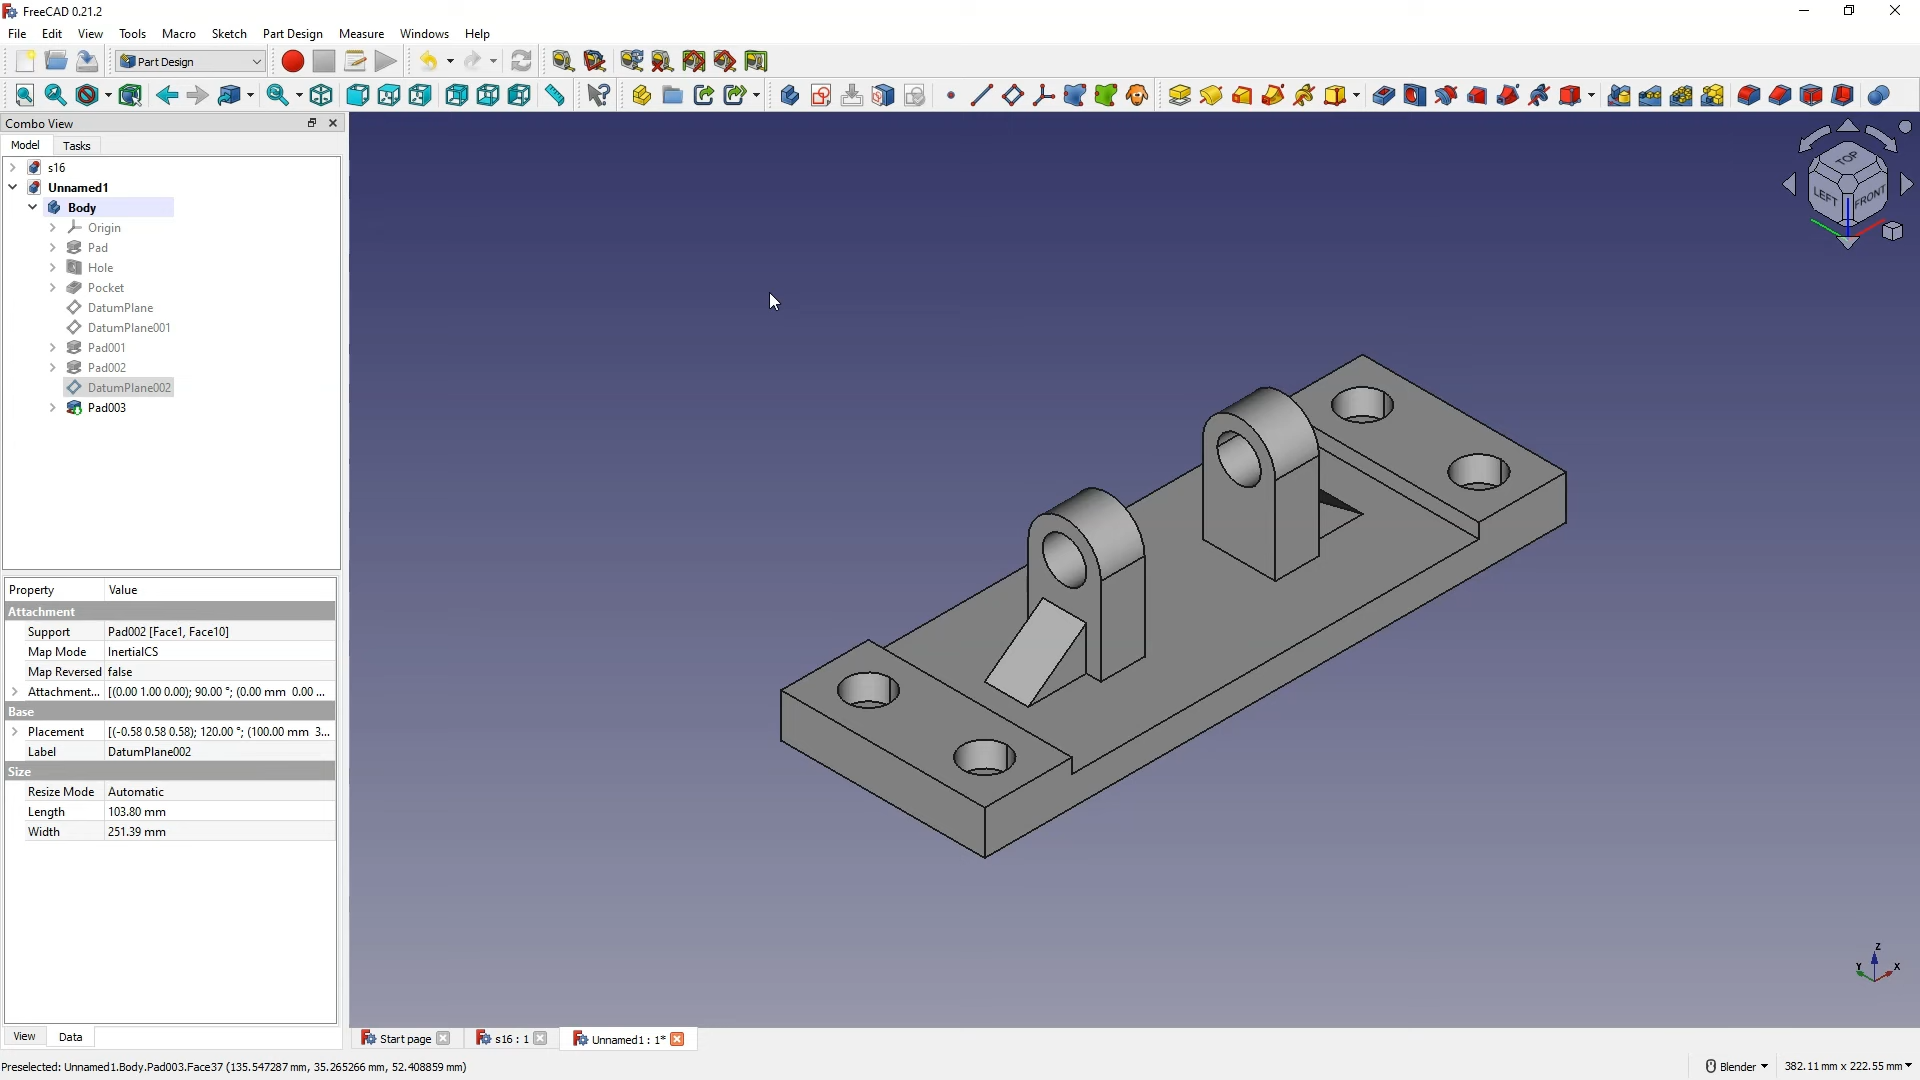 FreeCAD 0.21.2
File Edit View Tools Macro Sketch Part Design Measure Windows Help
Part Design
Combo View
Model Tasks
s16
Unnamed1
Body
Origin
Pad
Hole
Pocket
DatumPlane
DatumPlane001
Pad001
Pad002
DatumPlane002
Pad003
TOP
LEFT FRONT
Property Value
Attachment
Support Pad002 [Face1, Face10]
Map Mode InertialCS
Map Reversed false
Attachment... [(0.00 1.00 0.00); 90.00 °; (0.00 mm 0.00 ...
Base
Placement [(-0.58 0.58 0.58); 120.00 °; (100.00 mm 3...
Label DatumPlane002
Size
Resize Mode Automatic
Length 103.80 mm
Width 251.39 mm
Z
Y X
View Data
Start page s16 : 1 Unnamed1 : 1*
Preselected: Unnamed1.Body.Pad003.Face37 (135.547287 mm, 35.265266 mm, 52.408859 mm)
Blender 382.11 mm x 222.55 mm